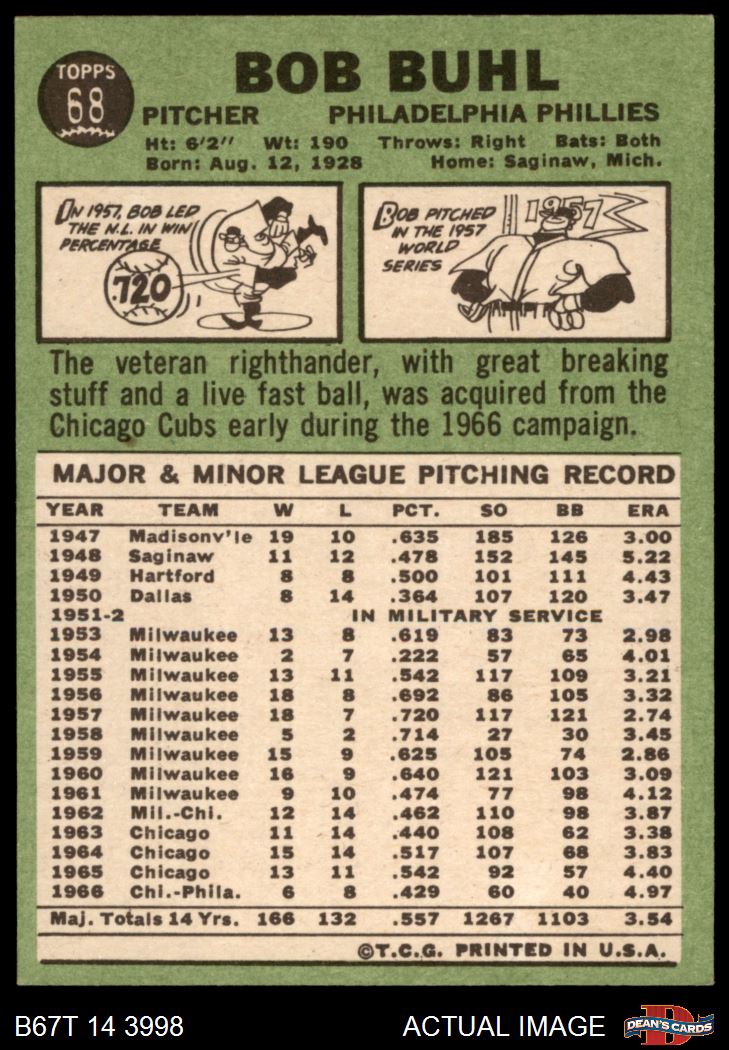 TOPPS
68
BOB BUHL
PITCHER PHILADELPHIA PHILLIES
Ht: 6'2" Wt: 190 Throws: Right Bats: Both
Born: Aug. 12, 1928 Home: Saginaw, Mich.
IN 1957, BOB LED
THE N.L. IN WIN
PERCENTAGE
.720
BOB PITCHED
IN THE 1957
WORLD
SERIES
1957
The veteran righthander, with great breaking
stuff and a live fast ball, was acquired from the
Chicago Cubs early during the 1966 campaign.
MAJOR & MINOR LEAGUE PITCHING RECORD
YEAR TEAM W L PCT. SO BB ERA
1947 Madisonv'le 19 10 .635 185 126 3.00
1948 Saginaw 11 12 .478 152 145 5.22
1949 Hartford 8 8 .500 101 111 4.43
1950 Dallas 8 14 .364 107 120 3.47
1951-2 IN MILITARY SERVICE
1953 Milwaukee 13 8 .619 83 73 2.98
1954 Milwaukee 2 7 .222 57 65 4.01
1955 Milwaukee 13 11 .542 117 109 3.21
1956 Milwaukee 18 8 .692 86 105 3.32
1957 Milwaukee 18 7 .720 117 121 2.74
1958 Milwaukee 5 2 .714 27 30 3.45
1959 Milwaukee 15 9 .625 105 74 2.86
1960 Milwaukee 16 9 .640 121 103 3.09
1961 Milwaukee 9 10 .474 77 98 4.12
1962 Mil.-Chi. 12 14 .462 110 98 3.87
1963 Chicago 11 14 .440 108 62 3.38
1964 Chicago 15 14 .517 107 68 3.83
1965 Chicago 13 11 .542 92 57 4.40
1966 Chi.-Phila. 6 8 .429 60 40 4.97
Maj. Totals 14 Yrs. 166 132 .557 1267 1103 3.54
©T.C.G. PRINTED IN U.S.A.
B67T 14 3998 ACTUAL IMAGE
D
DEAN'S CARDS